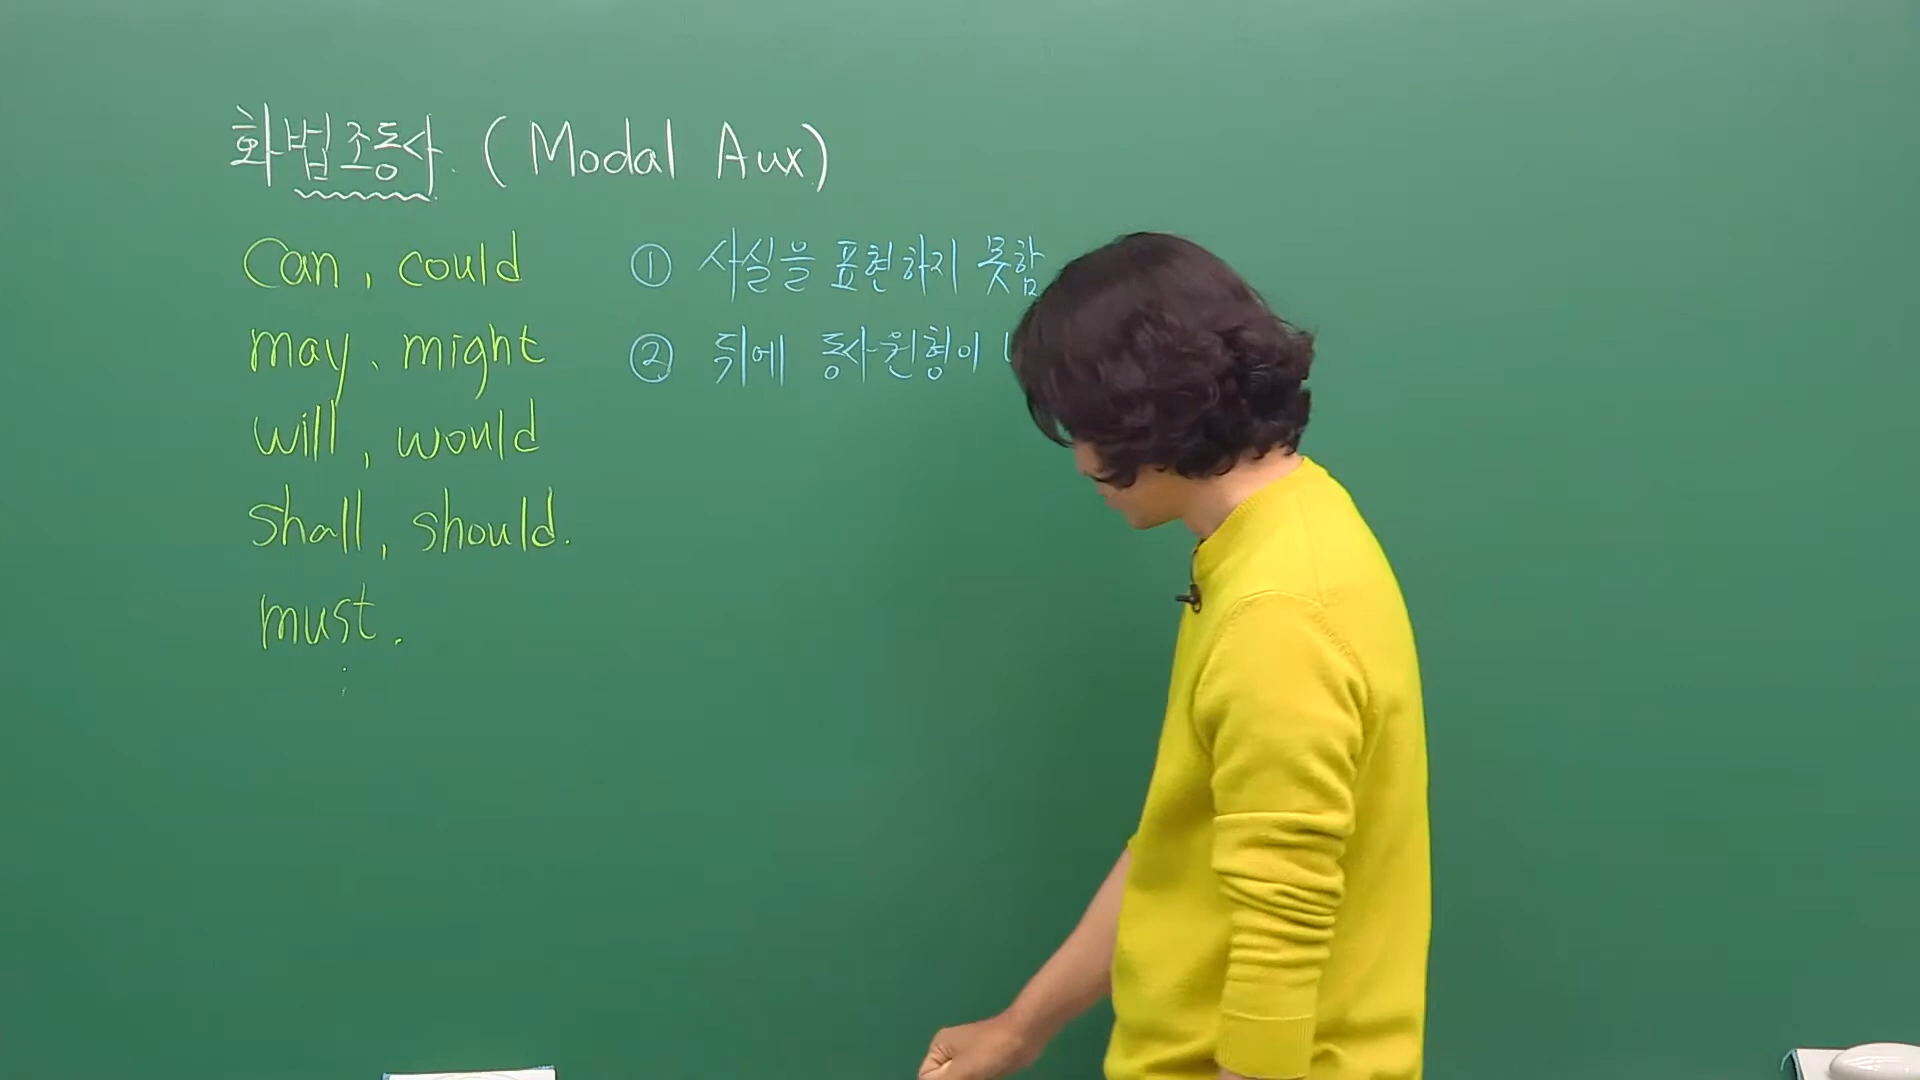 화법조동사. (Modal Aux)
Can, could
may, might
will, would
shall, should.
must.
① 사실을 표현하지 못함
② 뒤에 동사원형이